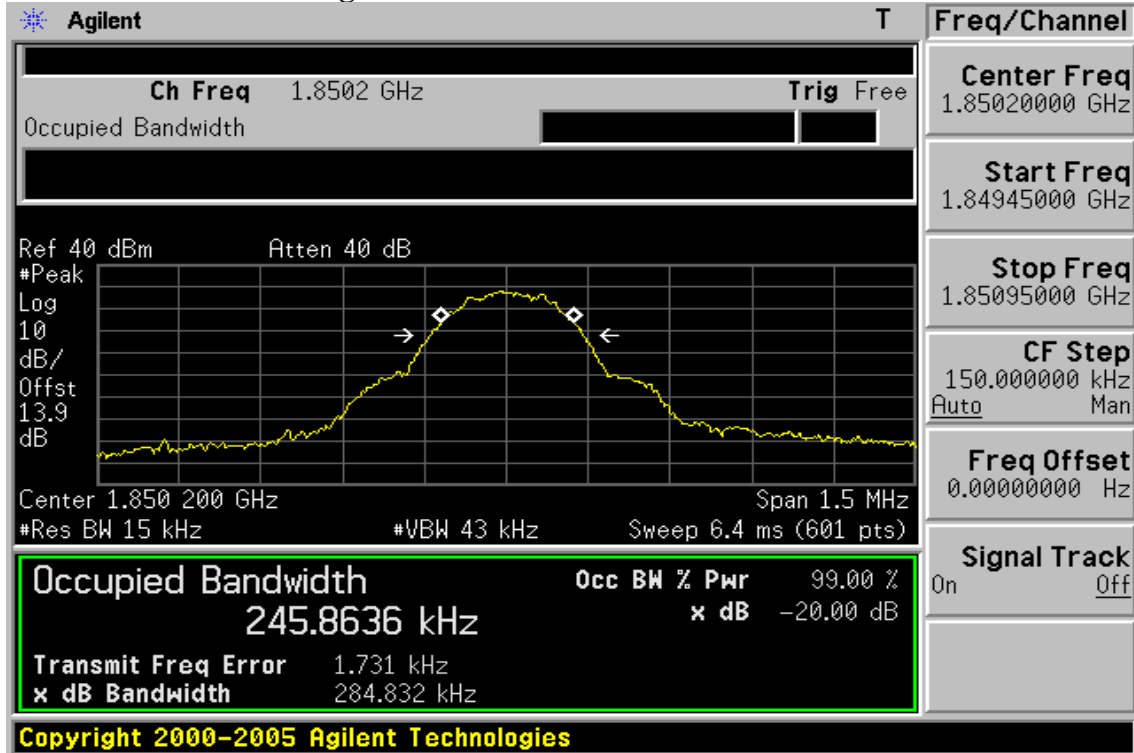 Agilent T Freq/Channel
Ch Freq 1.8502 GHz Trig Free
Occupied Bandwidth
Center Freq
1.85020000 GHz
Start Freq
1.84945000 GHz
Stop Freq
1.85095000 GHz
CF Step
150.000000 kHz
Auto Man
Freq Offset
0.00000000 Hz
Signal Track
On Off
Ref 40 dBm Atten 40 dB
#Peak
Log
10
dB/
Offst
13.9
dB
Center 1.850 200 GHz Span 1.5 MHz
#Res BW 15 kHz #VBW 43 kHz Sweep 6.4 ms (601 pts)
Occupied Bandwidth Occ BW % Pwr 99.00 %
245.8636 kHz x dB -20.00 dB
Transmit Freq Error 1.731 kHz
x dB Bandwidth 284.832 kHz
Copyright 2000-2005 Agilent Technologies